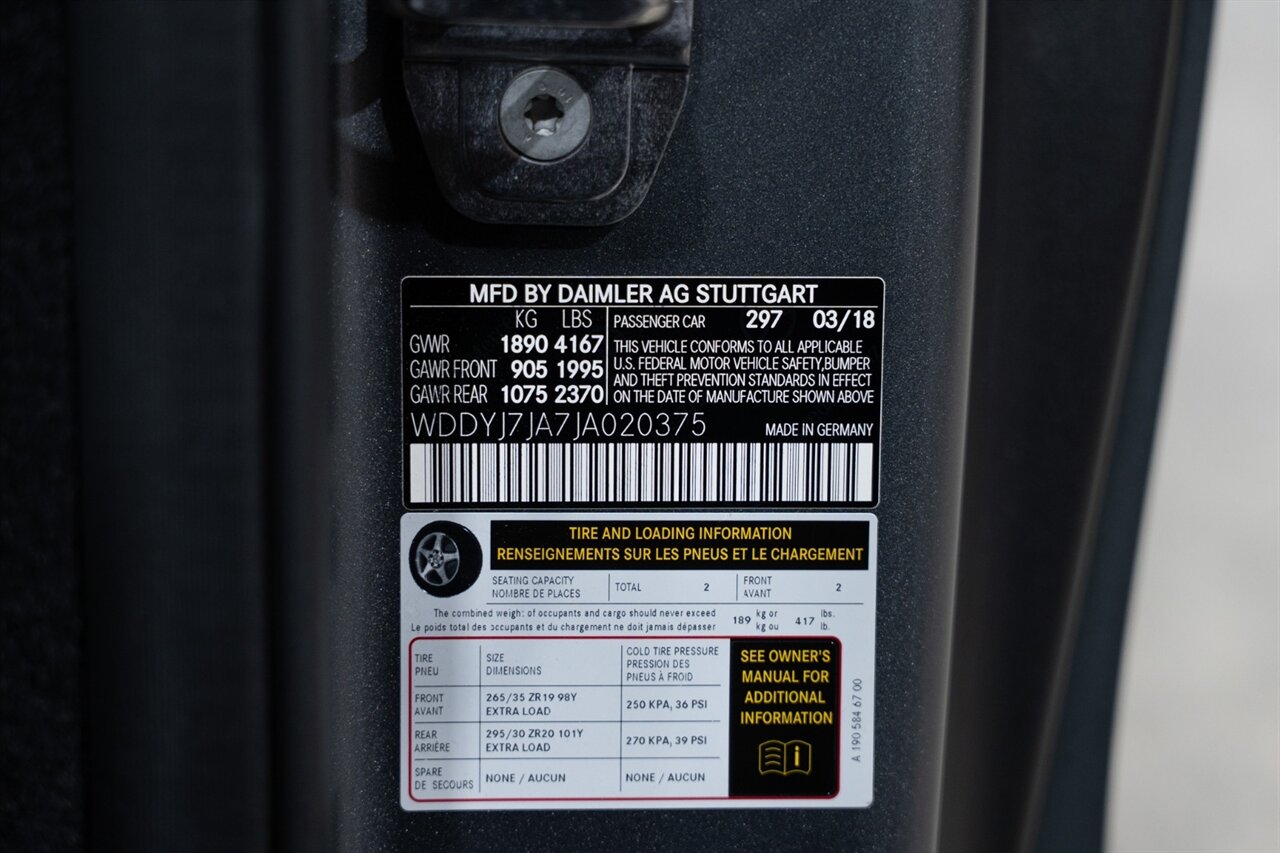 MFD BY DAIMLER AG STUTTGART
KG LBS
GVWR 1890 4167
GAWR FRONT 905 1995
GAWR REAR 1075 2370
PASSENGER CAR 297 03/18
THIS VEHICLE CONFORMS TO ALL APPLICABLE
U.S. FEDERAL MOTOR VEHICLE SAFETY,BUMPER
AND THEFT PREVENTION STANDARDS IN EFFECT
ON THE DATE OF MANUFACTURE SHOWN ABOVE
WDDYJ7JA7JA020375
MADE IN GERMANY
TIRE AND LOADING INFORMATION
RENSEIGNEMENTS SUR LES PNEUS ET LE CHARGEMENT
SEATING CAPACITY
NOMBRE DE PLACES
TOTAL 2
FRONT
AVANT
2
The combined weight of occupants and cargo should never exceed
Le poids total des occupants et du chargement ne doit jamais dépasser
189 kg or
kg ou
417 lbs.
lb.
TIRE
PNEU
SIZE
DIMENSIONS
COLD TIRE PRESSURE
PRESSION DES
PNEUS À FROID
FRONT
AVANT
265/35 ZR19 98Y
EXTRA LOAD
250 KPA, 36 PSI
REAR
ARRIÈRE
295/30 ZR20 101Y
EXTRA LOAD
270 KPA, 39 PSI
SPARE
DE SECOURS
NONE / AUCUN
NONE / AUCUN
SEE OWNER'S
MANUAL FOR
ADDITIONAL
INFORMATION
A 190 584 67 00